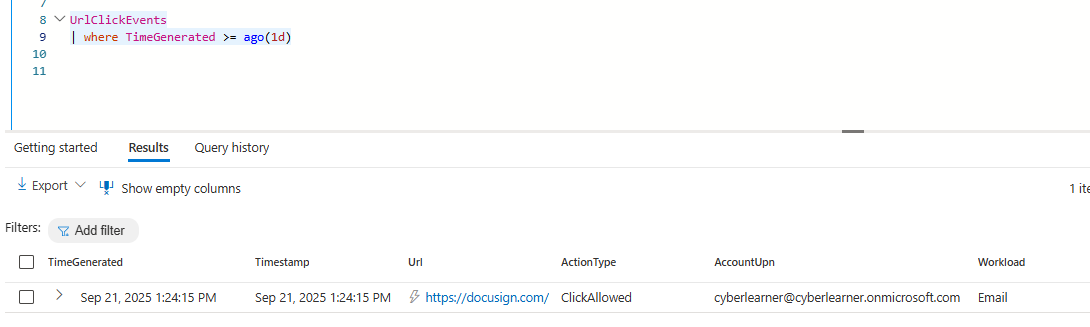 7
8 UrlClickEvents
9 | where TimeGenerated >= ago(1d)
10
11
Getting started Results Query history
Export Show empty columns 1 ite
Filters: Add filter
TimeGenerated Timestamp Url ActionType AccountUpn Workload
Sep 21, 2025 1:24:15 PM Sep 21, 2025 1:24:15 PM https://docusign.com/ ClickAllowed cyberlearner@cyberlearner.onmicrosoft.com Email